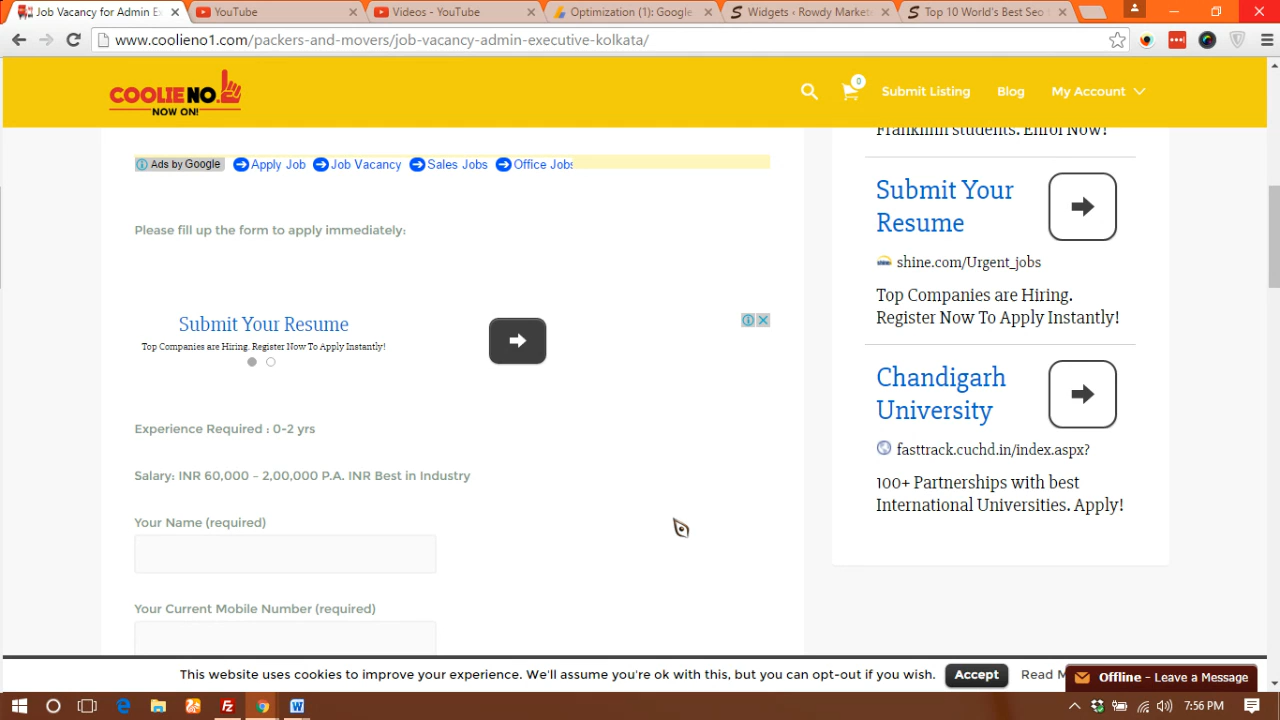 Job Vacancy for Admin Ex
YouTube
Videos - YouTube
Optimization (1): Google
Widgets ‹ Rowdy Market
Top 10 World's Best Seo
www.coolieno1.com/packers-and-movers/job-vacancy-admin-executive-kolkata/
COOLIE NO.
NOW ON!
0
Submit Listing
Blog
My Account
Ads by Google
Apply Job
Job Vacancy
Sales Jobs
Office Jobs
Please fill up the form to apply immediately:
Submit Your Resume
Top Companies are Hiring. Register Now To Apply Instantly!
Experience Required : 0-2 yrs
Salary: INR 60,000 – 2,00,000 P.A. INR Best in Industry
Your Name (required)
Your Current Mobile Number (required)
Franklinn students. Enrol Now!
Submit Your
Resume
shine.com/Urgent_jobs
Top Companies are Hiring.
Register Now To Apply Instantly!
Chandigarh
University
fasttrack.cuchd.in/index.aspx?
100+ Partnerships with best
International Universities. Apply!
This website uses cookies to improve your experience. We'll assume you're ok with this, but you can opt-out if you wish.
Accept
Read M
Offline – Leave a Message
7:56 PM